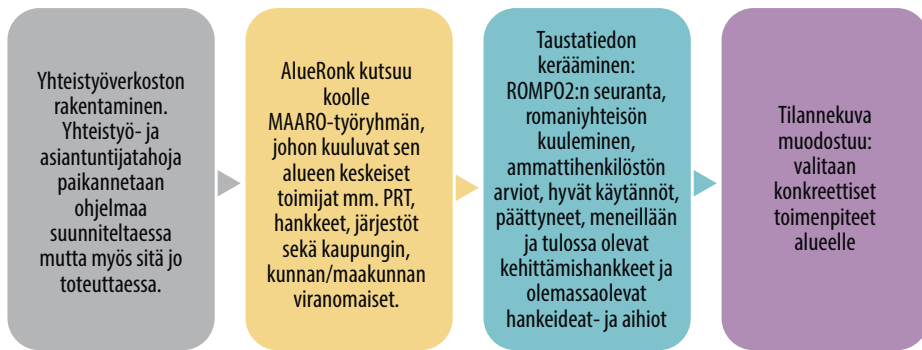 Yhteistyöverkoston
rakentaminen.
Yhteistyö- ja
asiantuntijatahoja
paikannetaan
ohjelmaa
suunniteltaessa
mutta myös sitä jo
toteuttaessa.
AlueRonk kutsuu
koolle
MAARO-työryhmän,
johon kuuluvat sen
alueen keskeiset
toimijat mm. PRT,
hankkeet, järjestöt
sekä kaupungin,
kunnan/maakunnan
viranomaiset.
Taustatiedon
kerääminen:
ROMPO2:n seuranta,
romaniyhteisön
kuuleminen,
ammattihenkilöstön
arviot, hyvät käytännöt,
päättyneet, meneillään
ja tulossa olevat
kehittämishankkeet ja
olemassaolevat
hankeideat- ja aihiot
Tilannekuva
muodostuu:
valitaan
konkreettiset
toimenpiteet
alueelle